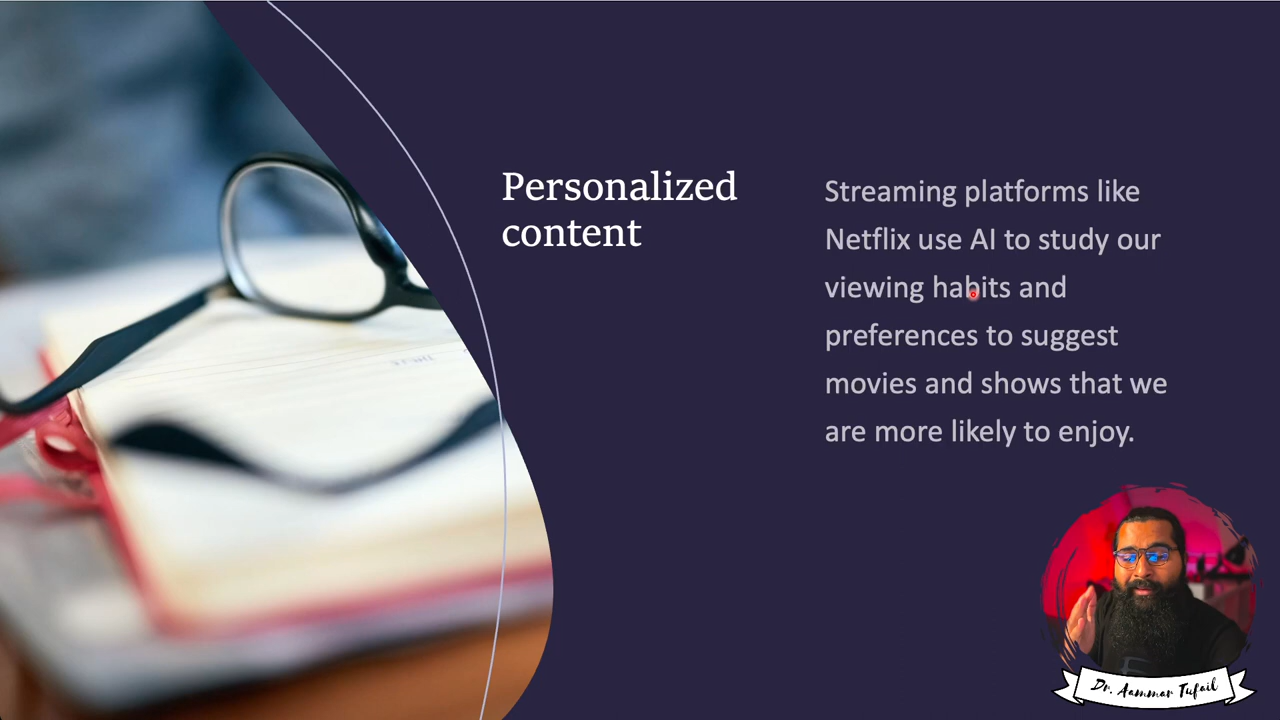 Personalized
content
Streaming platforms like
Netflix use AI to study our
viewing habits and
preferences to suggest
movies and shows that we
are more likely to enjoy.
Dr. Aammar Tufail